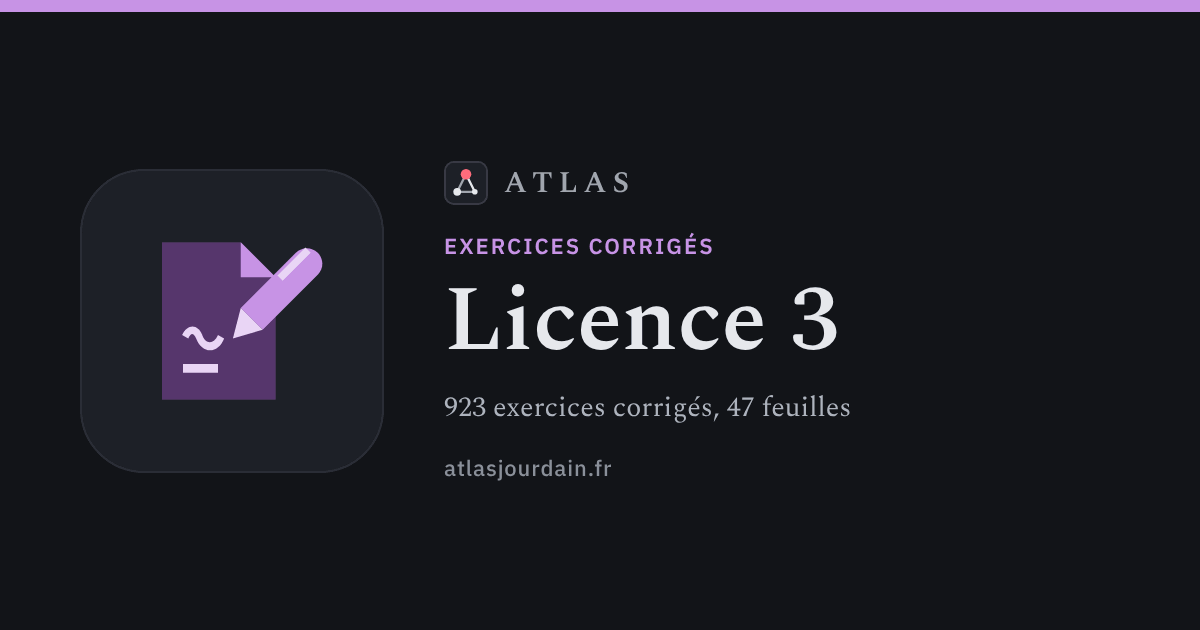 ATLAS
EXERCICES CORRIGÉS
Licence 3
923 exercices corrigés, 47 feuilles
atlasjourdain.fr